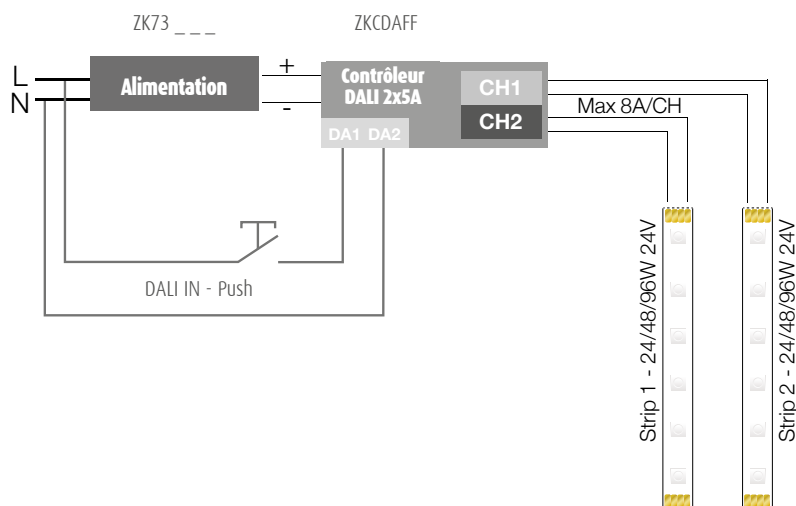 ZK73 _ _ _
ZKCDAFF
L
N
Alimentation
+
-
Contrôleur
DALI 2x5A
CH1
CH2
DA1 DA2
Max 8A/CH
DALI IN - Push
Strip 1 - 24/48/96W 24V
Strip 2 - 24/48/96W 24V